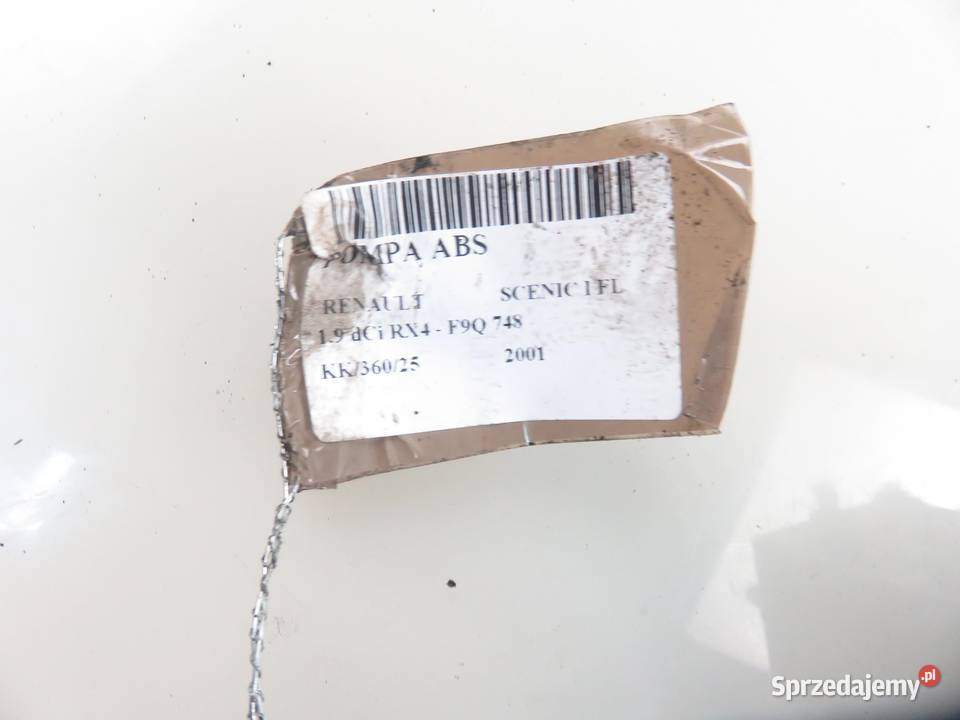 POMPA ABS
RENAULT SCENIC I FL
1.9 dCi RX4 - F9Q 748
KK/360/25 2001
Sprzedajemy.pl